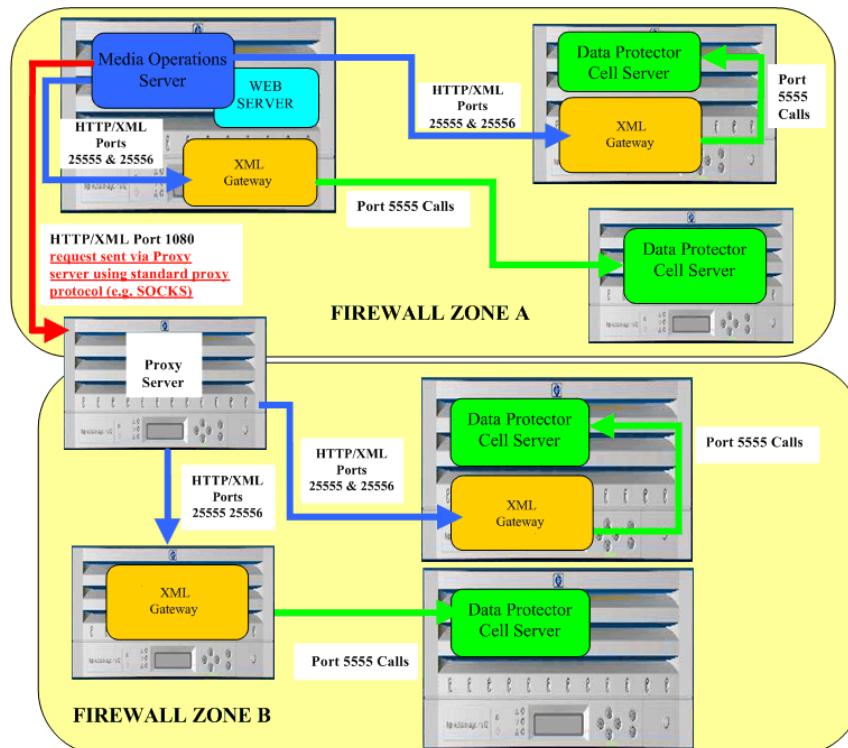 Media Operations
Server
WEB
SERVER
HTTP/XML
Ports
25555 & 25556
XML
Gateway
HTTP/XML
Ports
25555 & 25556
Data Protector
Cell Server
XML
Gateway
Port
5555
Calls
Port 5555 Calls
Data Protector
Cell Server
HTTP/XML Port 1080
request sent via Proxy
server using standard proxy
protocol (e.g. SOCKS)
FIREWALL ZONE A
Proxy
Server
HTTP/XML
Ports
25555 25556
HTTP/XML
Ports
25555 & 25556
Data Protector
Cell Server
XML
Gateway
Port 5555 Calls
XML
Gateway
Port 5555 Calls
Data Protector
Cell Server
FIREWALL ZONE B